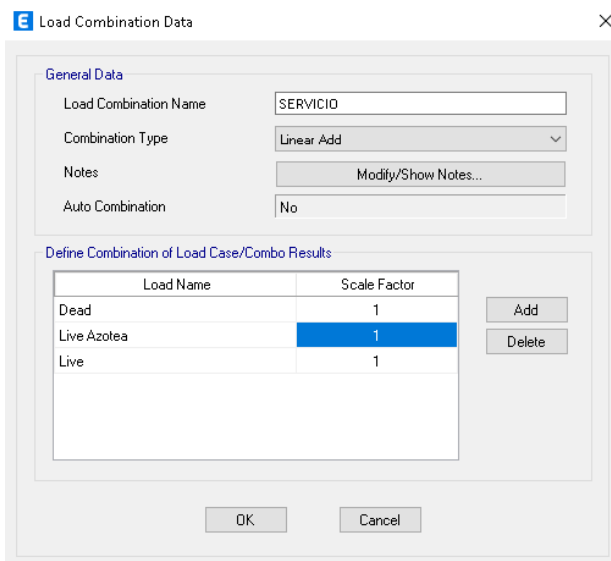 E Load Combination Data
General Data
Load Combination Name SERVICIO
Combination Type Linear Add
Notes Modify/Show Notes...
Auto Combination No
Define Combination of Load Case/Combo Results
Load Name Scale Factor
Dead 1 Add
Live Azotea 1 Delete
Live 1
OK Cancel